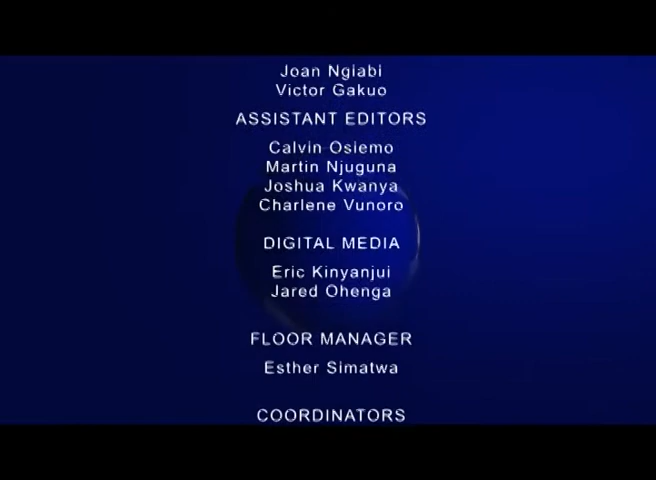 Joan Ngiabi
Victor Gakuo
ASSISTANT EDITORS
Calvin Osiemo
Martin Njuguna
Joshua Kwanya
Charlene Vunoro
DIGITAL MEDIA
Eric Kinyanjui
Jared Ohenga
FLOOR MANAGER
Esther Simatwa
COORDINATORS